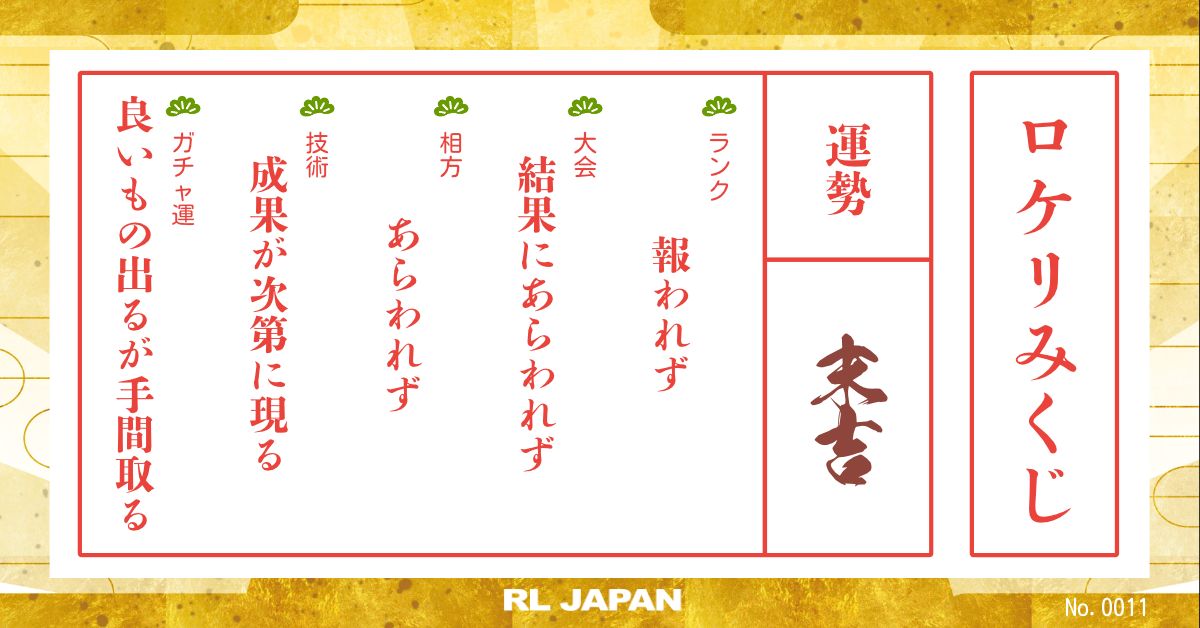 ロケリみくじ
運勢
末吉
ランク
報われず
大会
結果にあらわれず
相方
あらわれず
技術
成果が次第に現る
ガチャ運
良いもの出るが手間取る
RL JAPAN
No. 0011